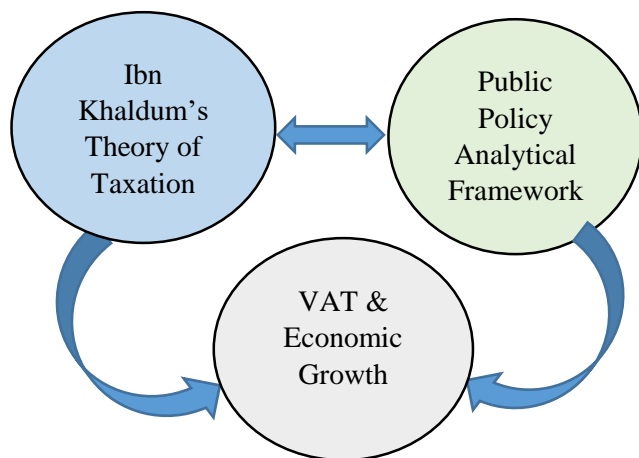 Ibn
Khaldum's
Theory of
Taxation
Public
Policy
Analytical
Framework
VAT &
Economic
Growth